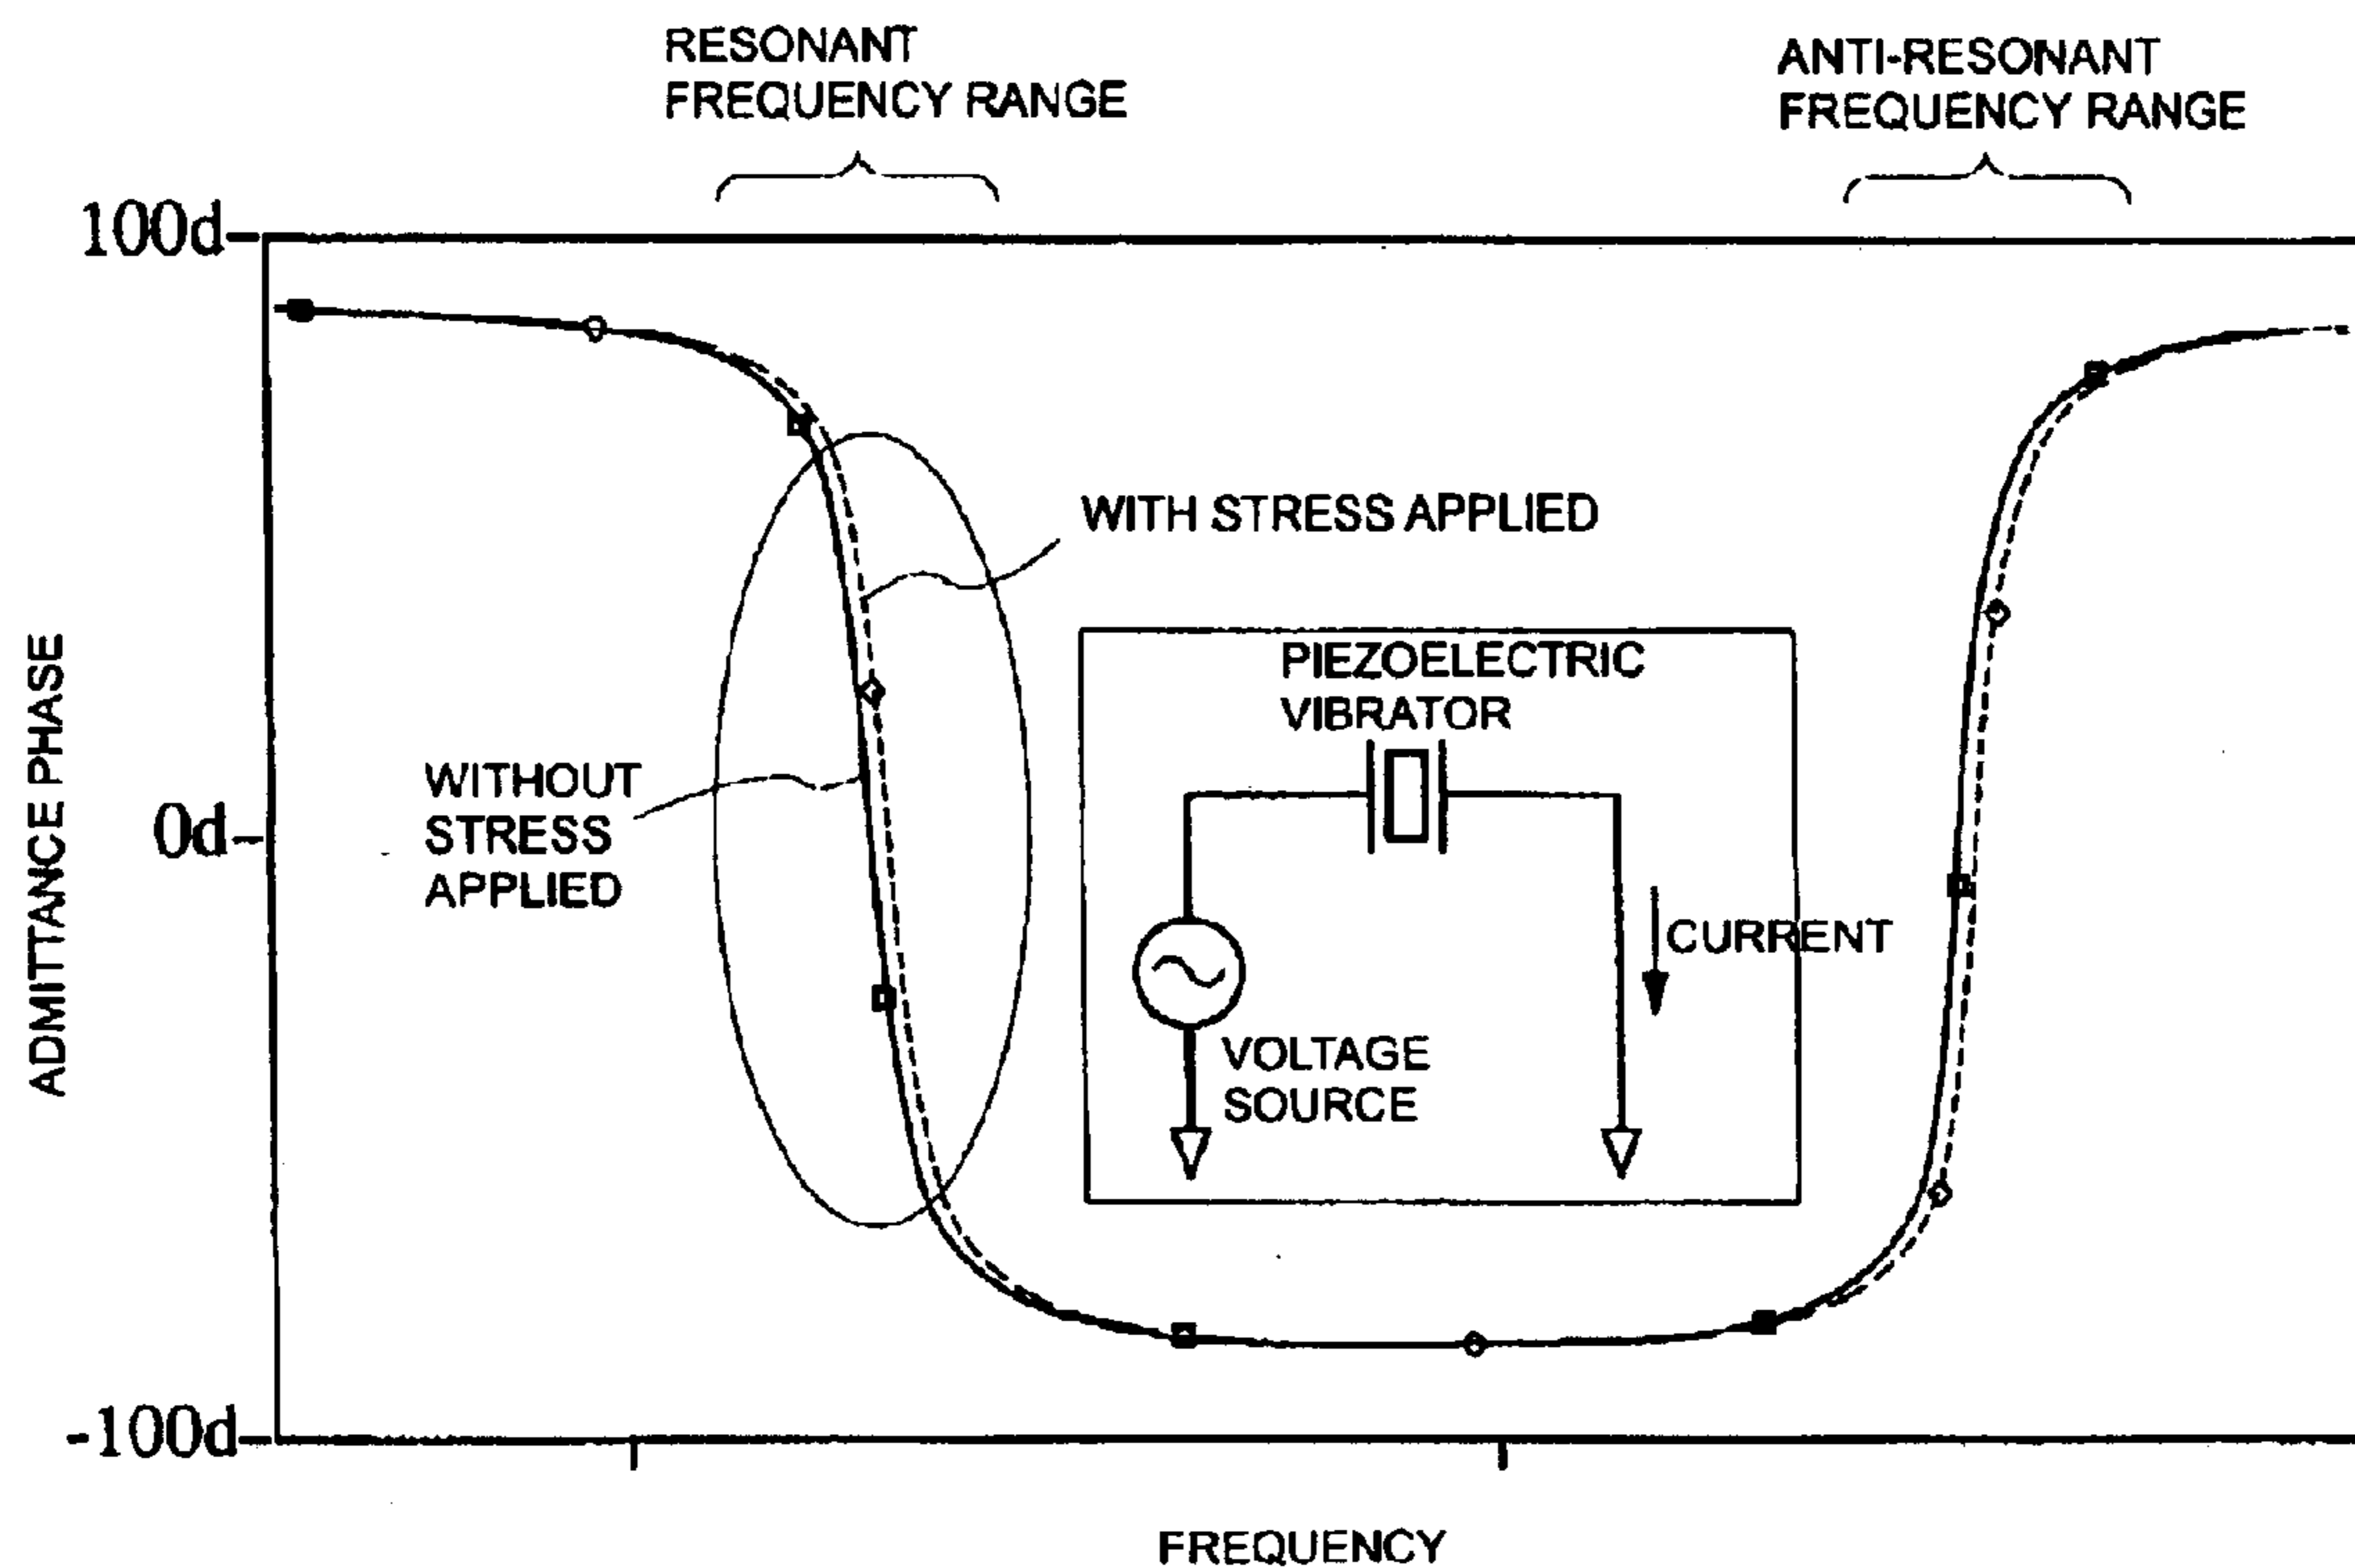 RESONANT
FREQUENCY RANGE
ANTI-RESONANT
FREQUENCY RANGE
100d
WITH STRESS APPLIED
PIEZOELECTRIC
VIBRATOR
WITHOUT
STRESS
APPLIED
ADMITTANCE PHASE
0d
CURRENT
VOLTAGE
SOURCE
-100d
FREQUENCY